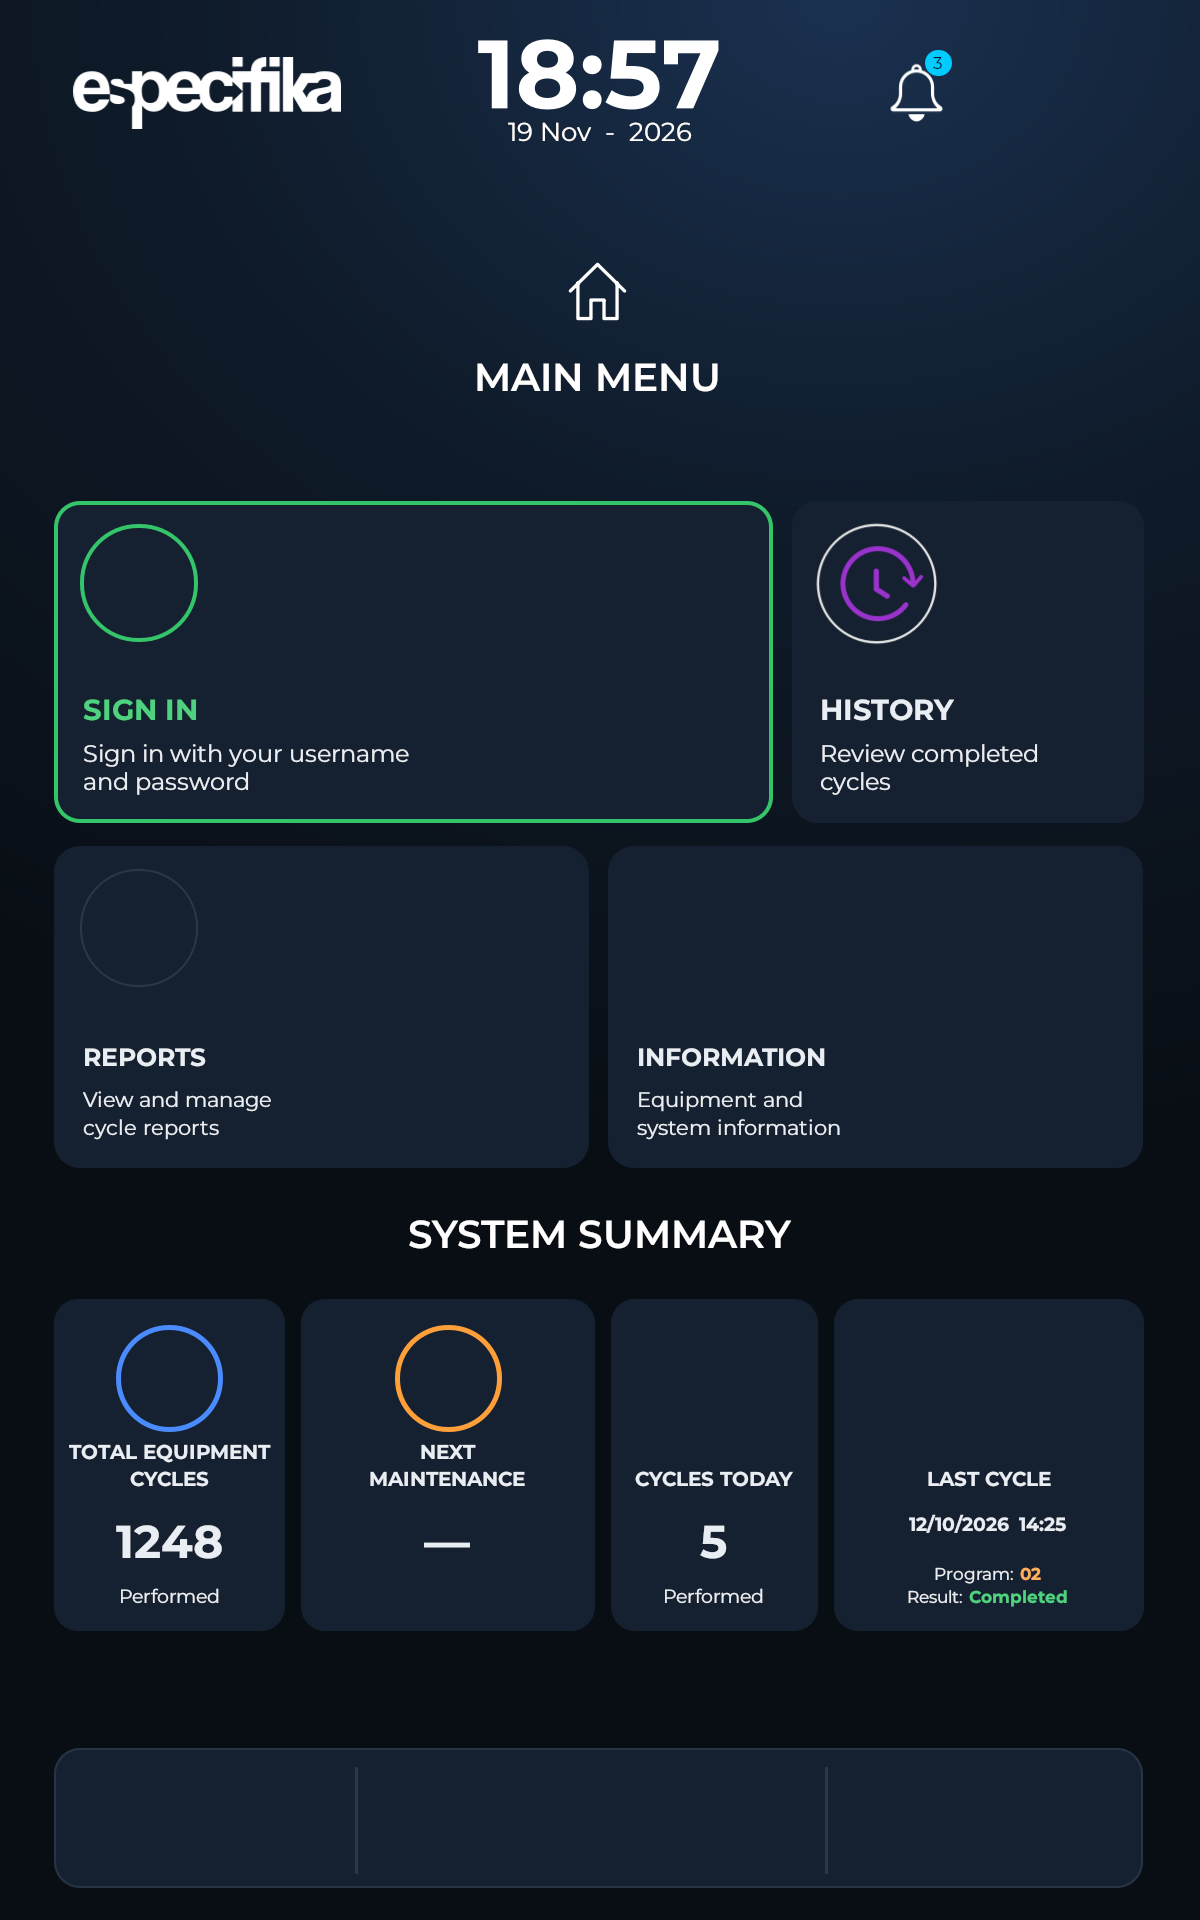 especifika
18:57
3
19 Nov - 2026
MAIN MENU
SIGN IN
Sign in with your username
and password
HISTORY
Review completed
cycles
REPORTS
View and manage
cycle reports
INFORMATION
Equipment and
system information
SYSTEM SUMMARY
TOTAL EQUIPMENT
CYCLES
1248
Performed
NEXT
MAINTENANCE
—
CYCLES TODAY
5
Performed
LAST CYCLE
12/10/2026 14:25
Program: 02
Result: Completed